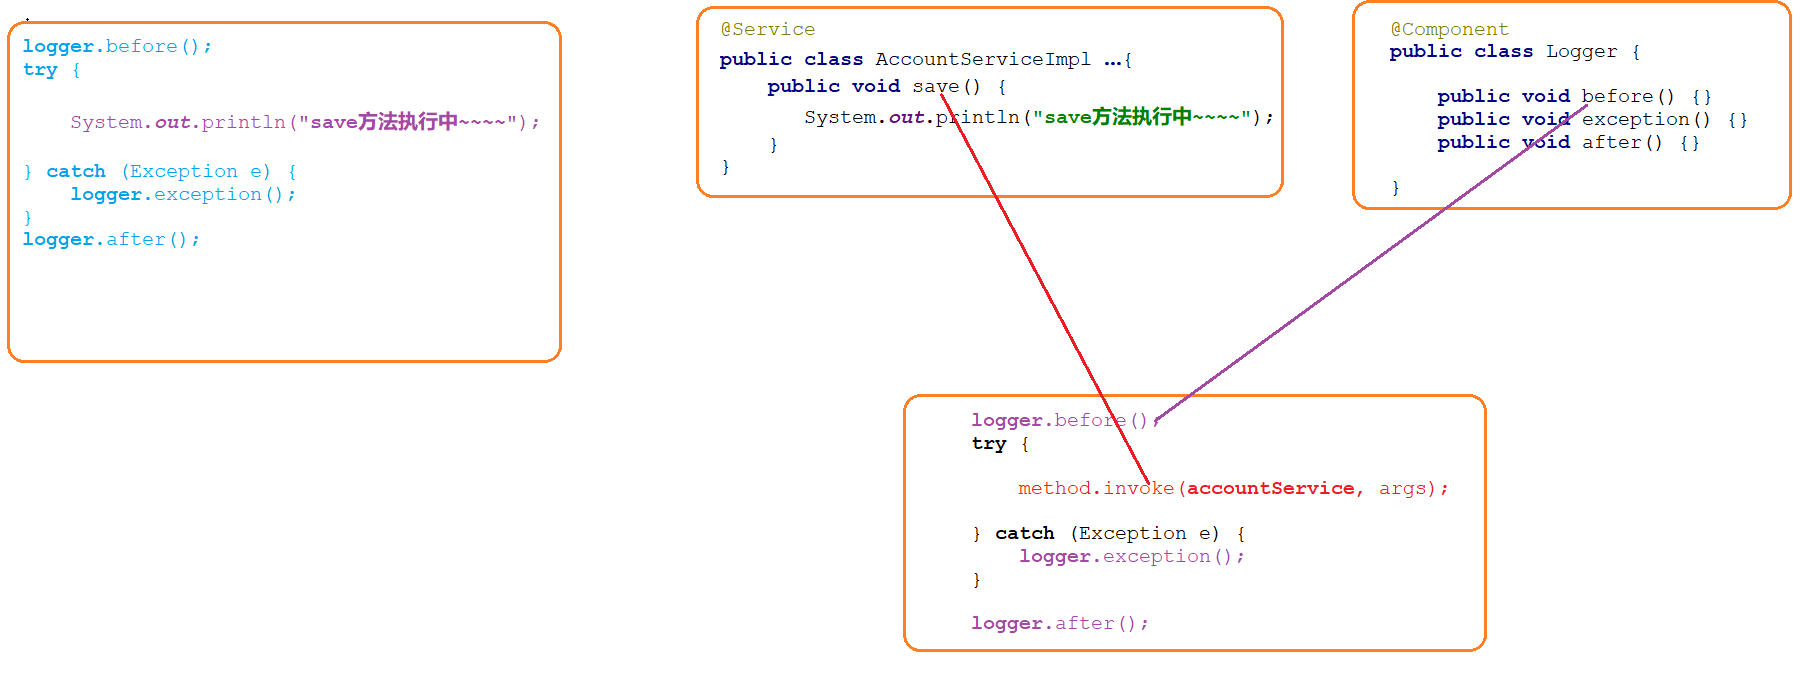 logger.before();
try {
System.out.println("save方法执行中~~~~");
} catch (Exception e) {
logger.exception();
}
logger.after();
@Service
public class AccountServiceImpl …{
public void save() {
System.out.println("save方法执行中~~~~");
}
}
@Component
public class Logger {
public void before() {}
public void exception() {}
public void after() {}
}
logger.before();
try {
method.invoke(accountService, args);
} catch (Exception e) {
logger.exception();
}
logger.after();